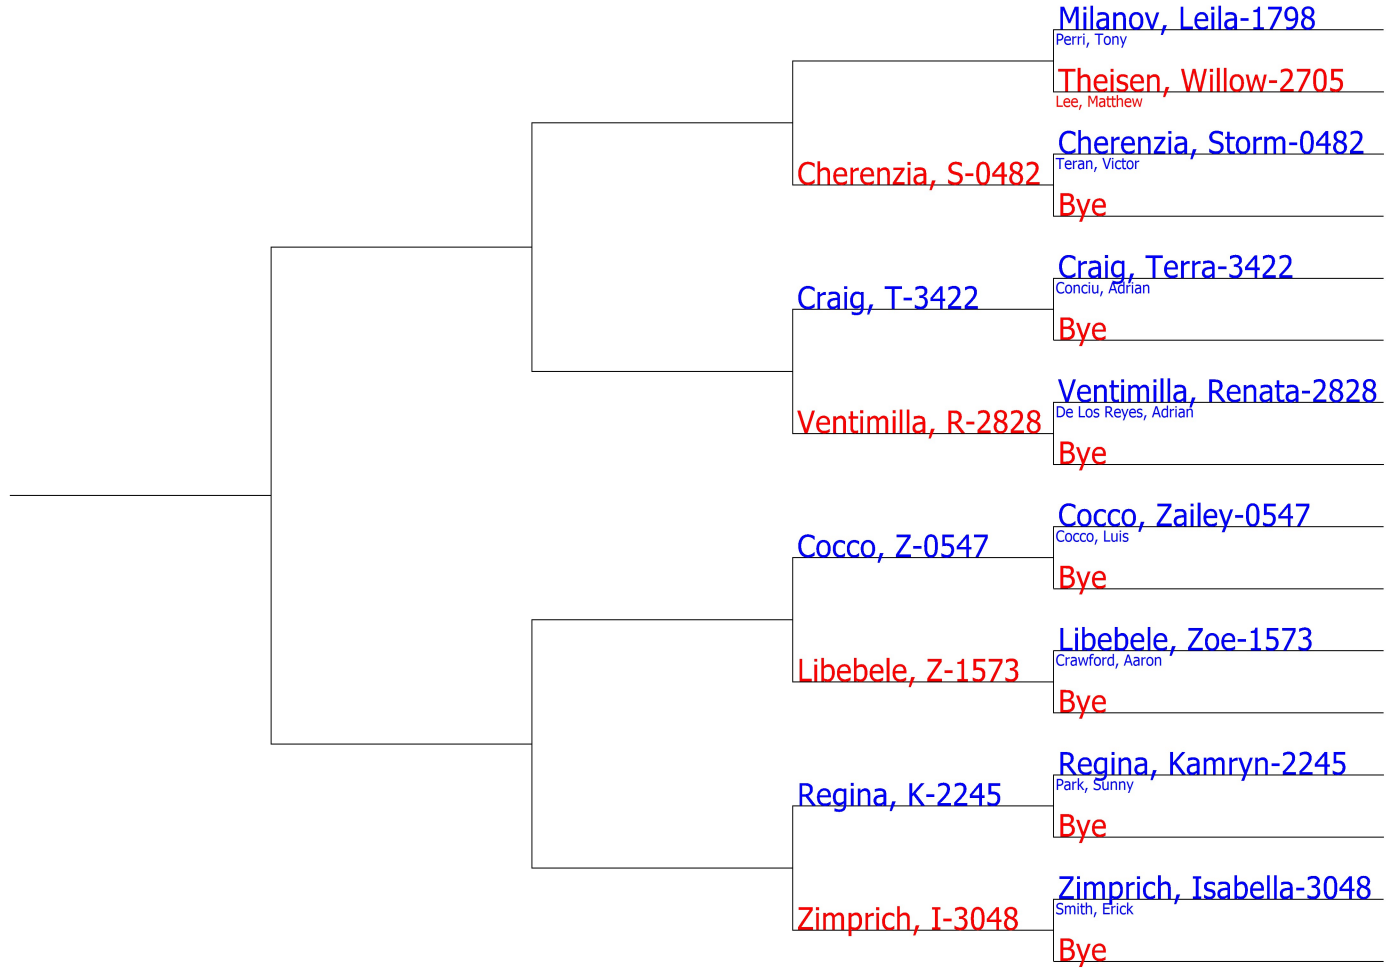 Milanov, Leila-1798
Perri, Tony
Theisen, Willow-2705
Lee, Matthew
Cherenzia, Storm-0482
Teran, Victor
Cherenzia, S-0482
Bye
Craig, Terra-3422
Conciu, Adrian
Craig, T-3422
Bye
Ventimilla, Renata-2828
De Los Reyes, Adrian
Ventimilla, R-2828
Bye
Cocco, Zailey-0547
Cocco, Luis
Cocco, Z-0547
Bye
Libebele, Zoe-1573
Crawford, Aaron
Libebele, Z-1573
Bye
Regina, Kamryn-2245
Park, Sunny
Regina, K-2245
Bye
Zimprich, Isabella-3048
Smith, Erick
Zimprich, I-3048
Bye